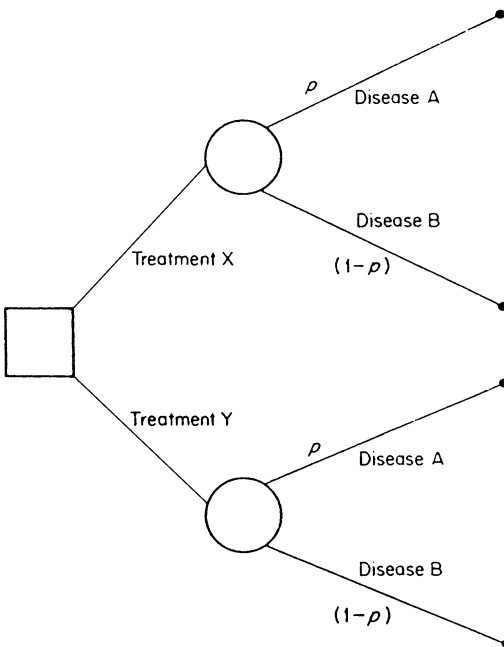 p
Disease A
Disease B
(1-p)
Treatment X
Treatment Y
p
Disease A
Disease B
(1-p)